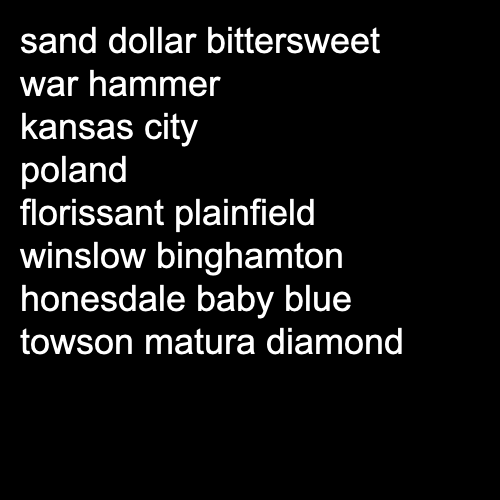 sand dollar bittersweet
war hammer
kansas city
poland
florissant plainfield
winslow binghamton
honesdale baby blue
towson matura diamond